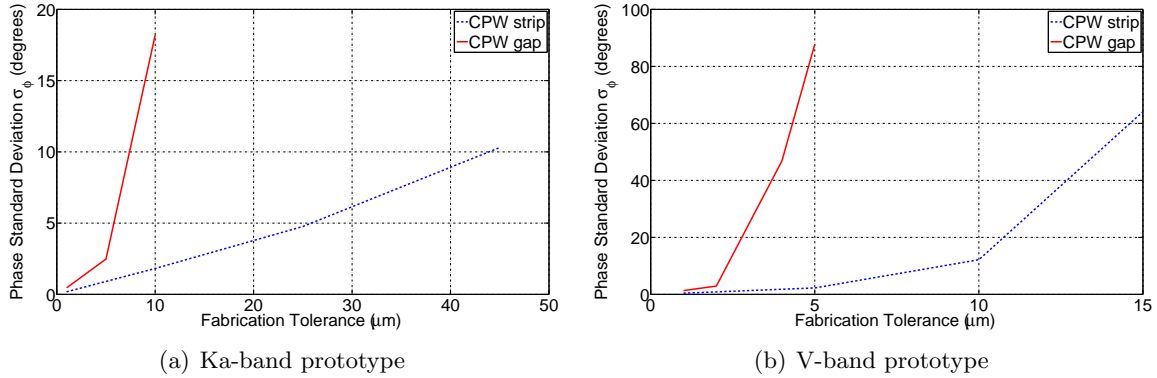 Phase Standard Deviation σϕ (degrees)
20
15
10
5
0
0 10 20 30 40 50
Fabrication Tolerance (μm)
CPW strip
CPW gap
(a) Ka-band prototype
Phase Standard Deviation σϕ (degrees)
100
80
60
40
20
0
0 5 10 15
Fabrication Tolerance (μm)
CPW strip
CPW gap
(b) V-band prototype